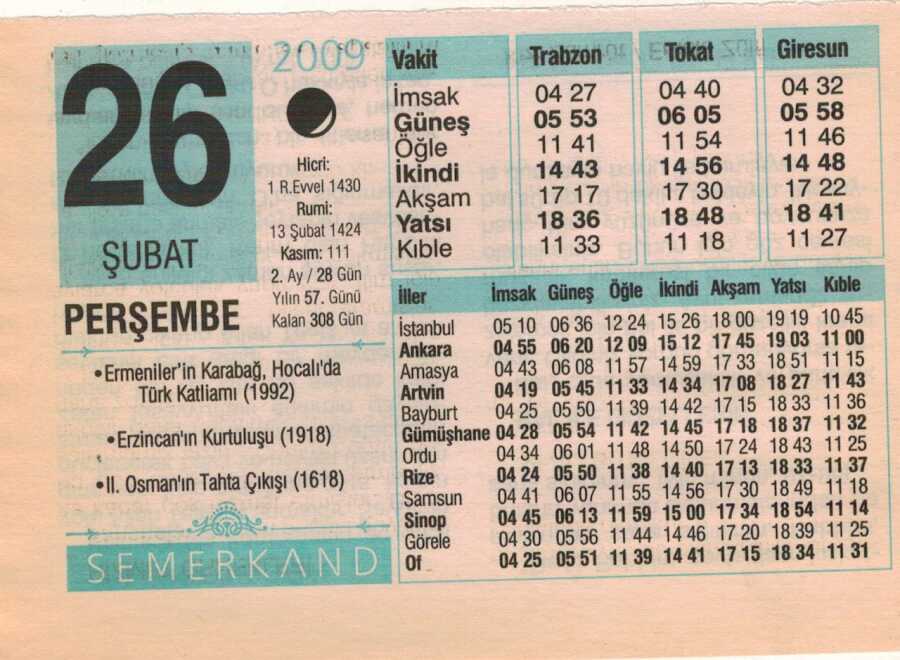 2009
26
ŞUBAT
PERŞEMBE
Hicri:
1 R.Evvel 1430
Rumi:
13 Şubat 1424
Kasım: 111
2. Ay / 28 Gün
Yılın 57. Günü
Kalan 308 Gün
•Ermeniler'in Karabağ, Hocalı'da
Türk Katliamı (1992)
•Erzincan'ın Kurtuluşu (1918)
•II. Osman'ın Tahta Çıkışı (1618)
SEMERKAND
Vakit Trabzon Tokat Giresun
İmsak 04 27 04 40 04 32
Güneş 05 53 06 05 05 58
Öğle 11 41 11 54 11 46
İkindi 14 43 14 56 14 48
Akşam 17 17 17 30 17 22
Yatsı 18 36 18 48 18 41
Kıble 11 33 11 18 11 27
İller İmsak Güneş Öğle İkindi Akşam Yatsı Kıble
İstanbul 05 10 06 36 12 24 15 26 18 00 19 19 10 45
Ankara 04 55 06 20 12 09 15 12 17 45 19 03 11 00
Amasya 04 43 06 08 11 57 14 59 17 33 18 51 11 15
Artvin 04 19 05 45 11 33 14 34 17 08 18 27 11 43
Bayburt 04 25 05 50 11 39 14 42 17 15 18 33 11 36
Gümüşhane 04 28 05 54 11 42 14 45 17 18 18 37 11 32
Ordu 04 34 06 01 11 48 14 50 17 24 18 43 11 25
Rize 04 24 05 50 11 38 14 40 17 13 18 33 11 37
Samsun 04 41 06 07 11 55 14 56 17 30 18 49 11 18
Sinop 04 45 06 13 11 59 15 00 17 34 18 54 11 14
Görele 04 30 05 56 11 44 14 46 17 20 18 39 11 25
Of 04 25 05 51 11 39 14 41 17 15 18 34 11 31